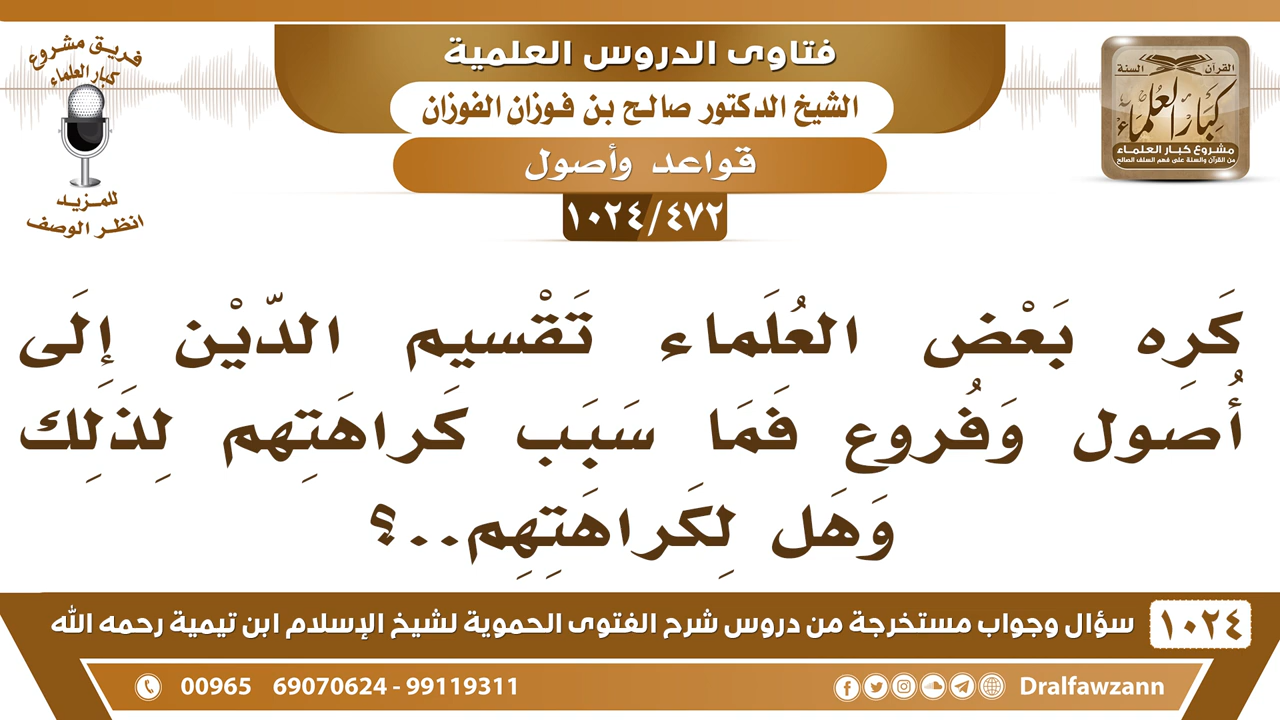 فريق مشروع
كبار العلماء
للمزيد
انظر الوصف
فتاوى الدروس العلمية
الشيخ الدكتور صالح بن فوزان الفوزان
قواعد وأصول
١٠٢٤/٤٧٢
القرآن السنة
كبار العلماء
مشروع كبار العلماء
من القرآن والسنة على فهم السلف الصالح
كَرِه بَعْض العُلَماء تَقْسيم الدّيْن إِلَى
أُصول وَفُروع فَمَا سَبَب كَراهَتِهم لِذَلِك
وَهَل لِكَراهَتِهِم..؟
سؤال وجواب مستخرجة من دروس شرح الفتوى الحموية لشيخ الإسلام ابن تيمية رحمه الله
١٠٢٤
00965 69070624 - 99119311
Dralfawzann